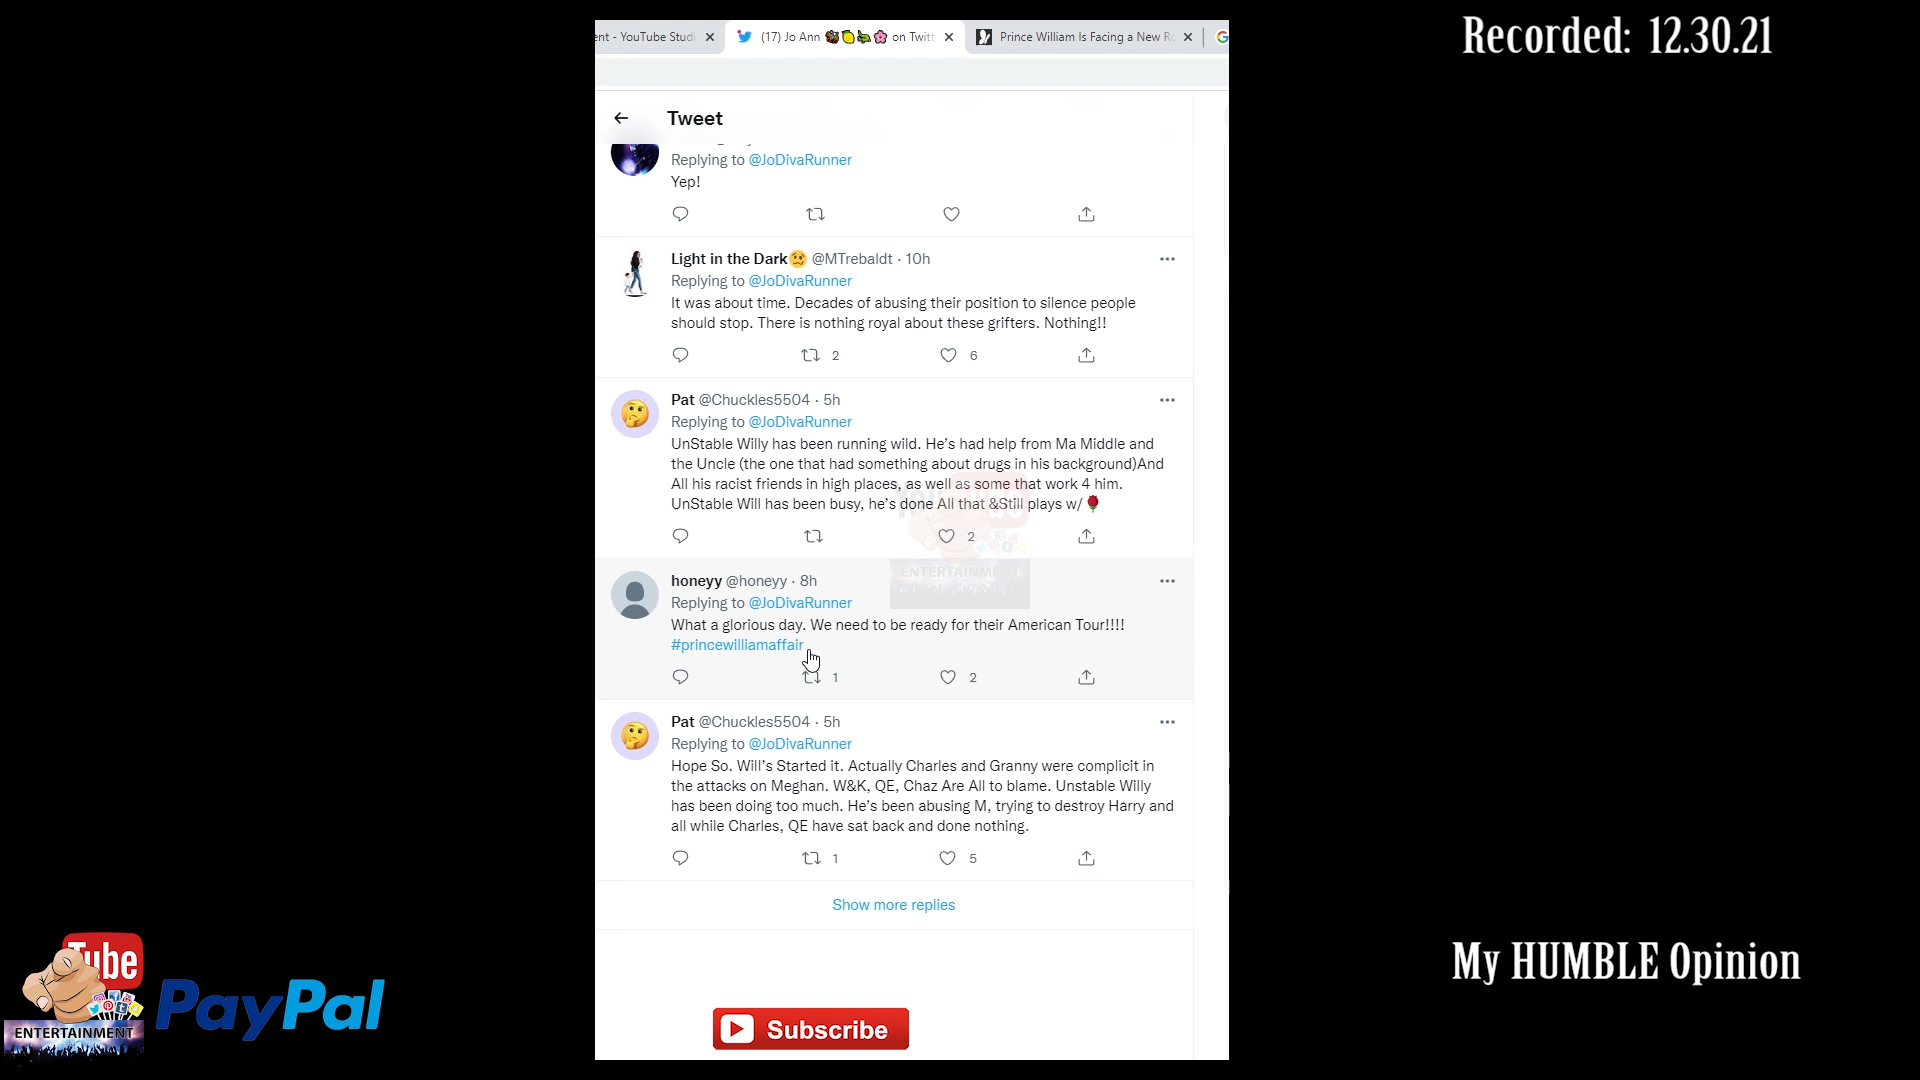 Recorded: 12.30.21
ent - YouTube Stud
(17) Jo Ann on Twitt
Prince William Is Facing a New R
Tweet
Replying to @JoDivaRunner
Yep!
Light in the Dark🥴 @MTrebaldt · 10h
Replying to @JoDivaRunner
It was about time. Decades of abusing their position to silence people
should stop. There is nothing royal about these grifters. Nothing!!
2 6
Pat @Chuckles5504 · 5h
Replying to @JoDivaRunner
UnStable Willy has been running wild. He's had help from Ma Middle and
the Uncle (the one that had something about drugs in his background)And
All his racist friends in high places, as well as some that work 4 him.
UnStable Will has been busy, he's done All that &Still plays w/🌹
2
ENTERTAINMENT
honeyy @honeyy · 8h
Replying to @JoDivaRunner
What a glorious day. We need to be ready for their American Tour!!!!
#princewilliamaffair
1 2
Pat @Chuckles5504 · 5h
Replying to @JoDivaRunner
Hope So. Will's Started it. Actually Charles and Granny were complicit in
the attacks on Meghan. W&K, QE, Chaz Are All to blame. Unstable Willy
has been doing too much. He's been abusing M, trying to destroy Harry and
all while Charles, QE have sat back and done nothing.
1 5
Show more replies
Tube
ENTERTAINMENT
PayPal
Subscribe
My HUMBLE Opinion